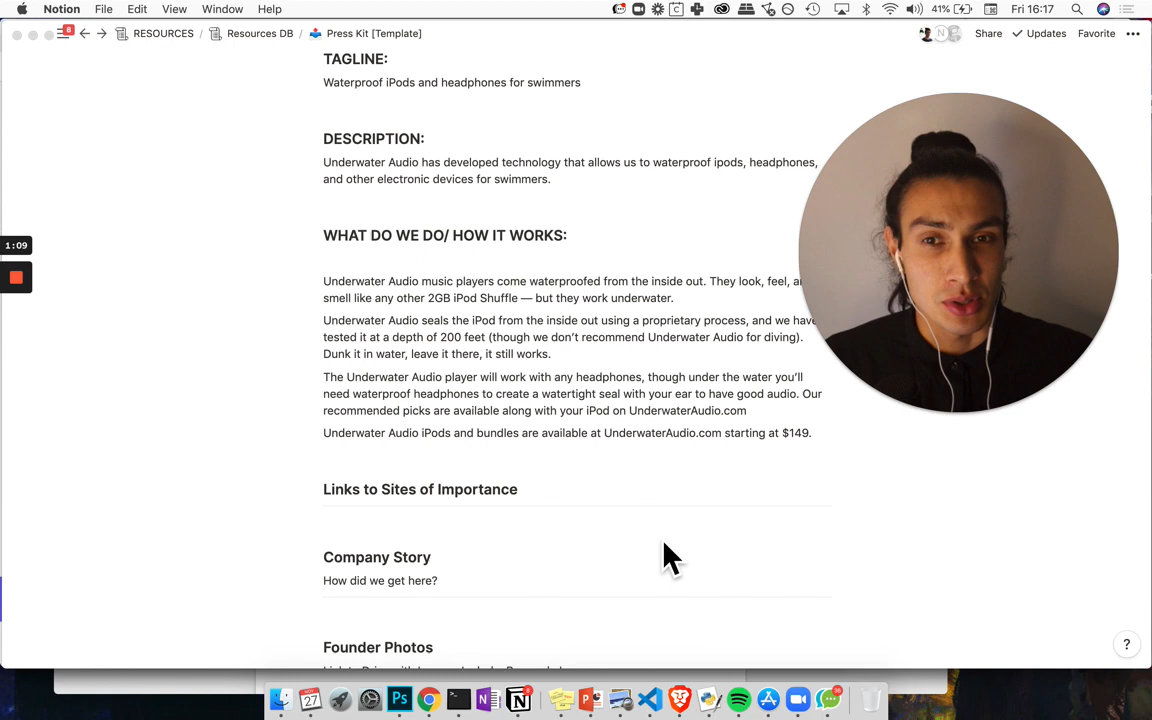 Notion File Edit View Window Help 41% Fri 16:17
8 RESOURCES / Resources DB / Press Kit [Template] N Share Updates Favorite
TAGLINE:
Waterproof iPods and headphones for swimmers
DESCRIPTION:
Underwater Audio has developed technology that allows us to waterproof ipods, headphones,
and other electronic devices for swimmers.
WHAT DO WE DO/ HOW IT WORKS:
1:09
Underwater Audio music players come waterproofed from the inside out. They look, feel,
smell like any other 2GB iPod Shuffle — but they work underwater.
Underwater Audio seals the iPod from the inside out using a proprietary process, and we have
tested it at a depth of 200 feet (though we don’t recommend Underwater Audio for diving).
Dunk it in water, leave it there, it still works.
The Underwater Audio player will work with any headphones, though under the water you’ll
need waterproof headphones to create a watertight seal with your ear to have good audio. Our
recommended picks are available along with your iPod on UnderwaterAudio.com
Underwater Audio iPods and bundles are available at UnderwaterAudio.com starting at $149.
Links to Sites of Importance
Company Story
How did we get here?
Founder Photos
?
NOV 27 Ps N